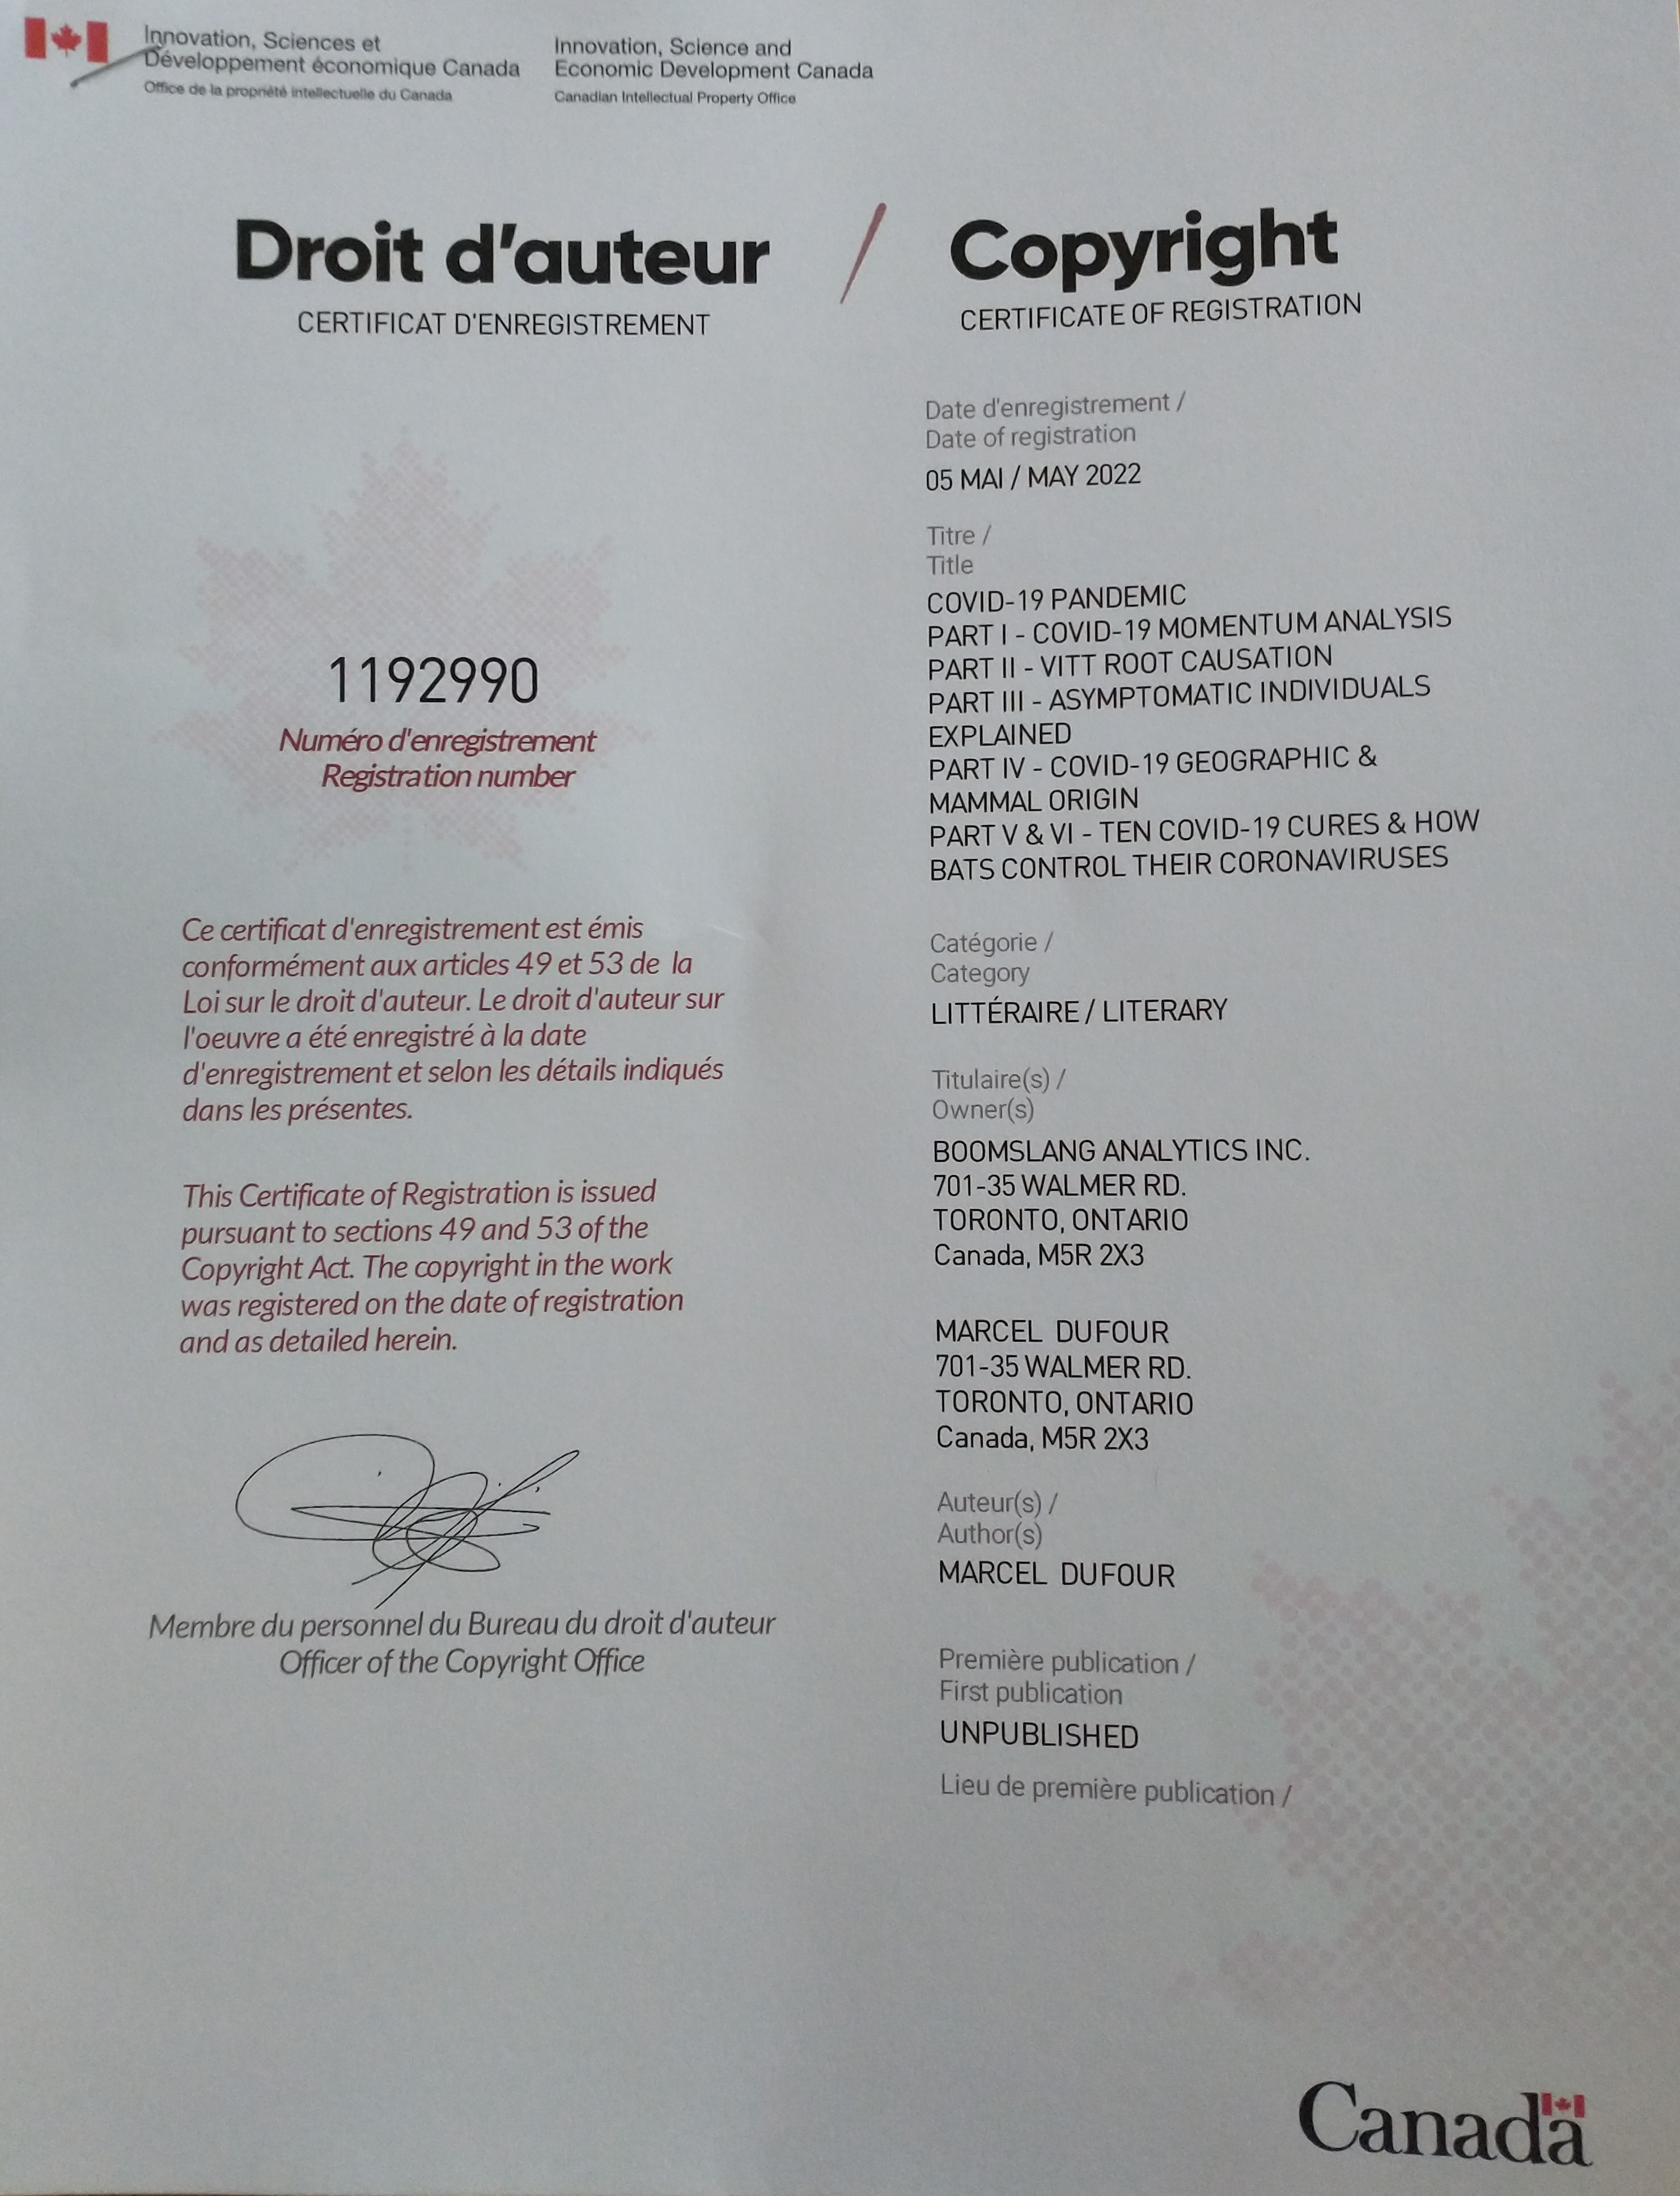 Innovation, Sciences et
Développement économique Canada
Office de la propriété intellectuelle du Canada
Innovation, Science and
Economic Development Canada
Canadian Intellectual Property Office
Droit d'auteur / Copyright
CERTIFICAT D'ENREGISTREMENT
CERTIFICATE OF REGISTRATION
1192990
Numéro d'enregistrement
Registration number
Ce certificat d'enregistrement est émis
conformément aux articles 49 et 53 de la
Loi sur le droit d'auteur. Le droit d'auteur sur
l'oeuvre a été enregistré à la date
d'enregistrement et selon les détails indiqués
dans les présentes.
This Certificate of Registration is issued
pursuant to sections 49 and 53 of the
Copyright Act. The copyright in the work
was registered on the date of registration
and as detailed herein.
Membre du personnel du Bureau du droit d'auteur
Officer of the Copyright Office
Date d'enregistrement /
Date of registration
05 MAI / MAY 2022
Titre /
Title
COVID-19 PANDEMIC
PART I - COVID-19 MOMENTUM ANALYSIS
PART II - VITT ROOT CAUSATION
PART III - ASYMPTOMATIC INDIVIDUALS
EXPLAINED
PART IV - COVID-19 GEOGRAPHIC &
MAMMAL ORIGIN
PART V & VI - TEN COVID-19 CURES & HOW
BATS CONTROL THEIR CORONAVIRUSES
Catégorie /
Category
LITTÉRAIRE / LITERARY
Titulaire(s) /
Owner(s)
BOOMSLANG ANALYTICS INC.
701-35 WALMER RD.
TORONTO, ONTARIO
Canada, M5R 2X3
MARCEL DUFOUR
701-35 WALMER RD.
TORONTO, ONTARIO
Canada, M5R 2X3
Auteur(s) /
Author(s)
MARCEL DUFOUR
Première publication /
First publication
UNPUBLISHED
Lieu de première publication /
Canada